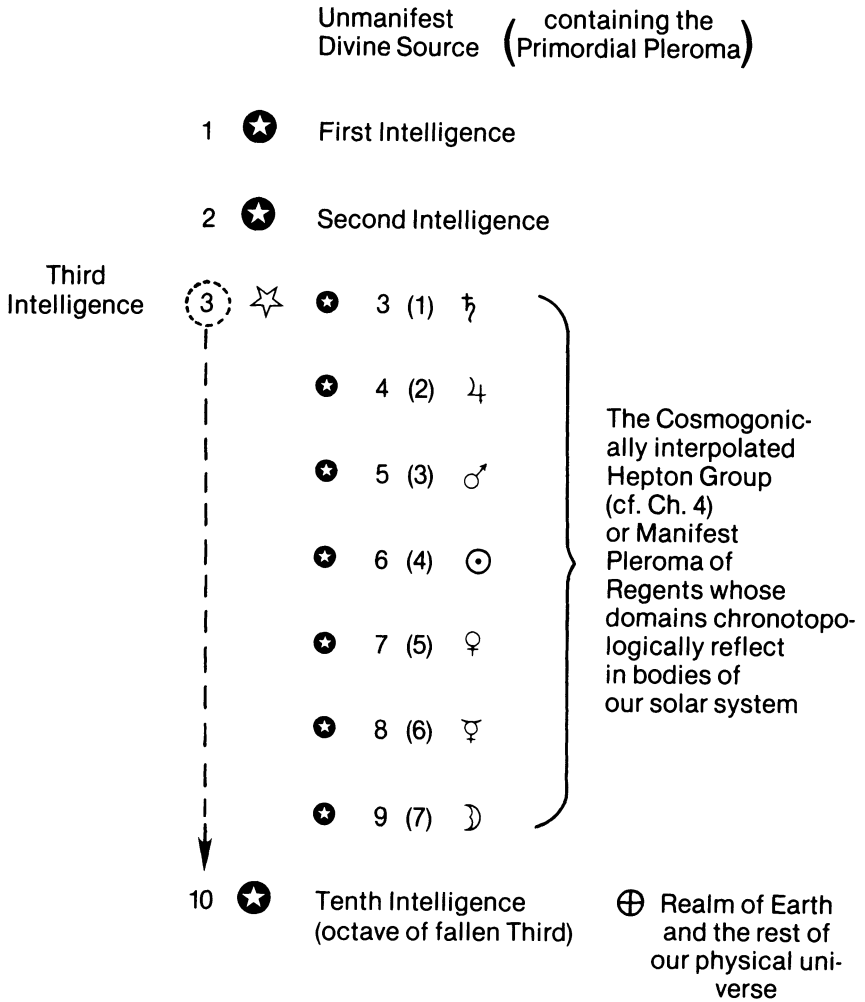 Unmanifest
Divine Source
(containing the
Primordial Pleroma)
1 First Intelligence
2 Second Intelligence
Third
Intelligence
3
3 (1) ♄
4 (2) ♃
5 (3) ♂
6 (4) ☉
7 (5) ♀
8 (6) ☿
9 (7) ☽
The Cosmogonic-
ally interpolated
Hepton Group
(cf. Ch. 4)
or Manifest
Pleroma of
Regents whose
domains chronotopo-
logically reflect
in bodies of
our solar system
10 Tenth Intelligence
(octave of fallen Third)
⊕ Realm of Earth
and the rest of
our physical uni-
verse